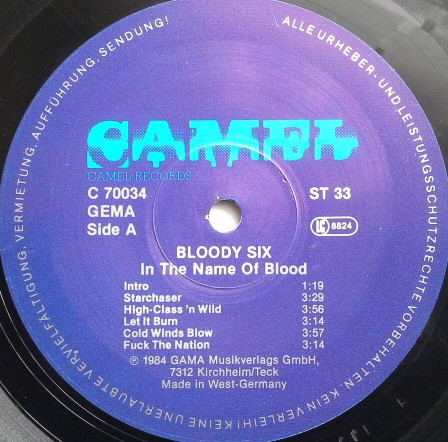 ALLE URHEBER- UND LEISTUNGSSCHUTZRECHTE VORBEHALTEN. KEIN VERLEIH! KEINE UNERLAUBTE VERVIELFÄLTIGUNG, VERMIETUNG, AUFFÜHRUNG, SENDUNG!
CAMEL
CAMEL RECORDS
C 70034
ST 33
GEMA
LC 8824
Side A
BLOODY SIX
In The Name Of Blood
Intro 1:19
Starchaser 3:29
High-Class 'n Wild 3:56
Let It Burn 3:14
Cold Winds Blow 3:57
Fuck The Nation 3:14
℗ 1984 GAMA Musikverlags GmbH,
7312 Kirchheim/Teck
Made in West-Germany